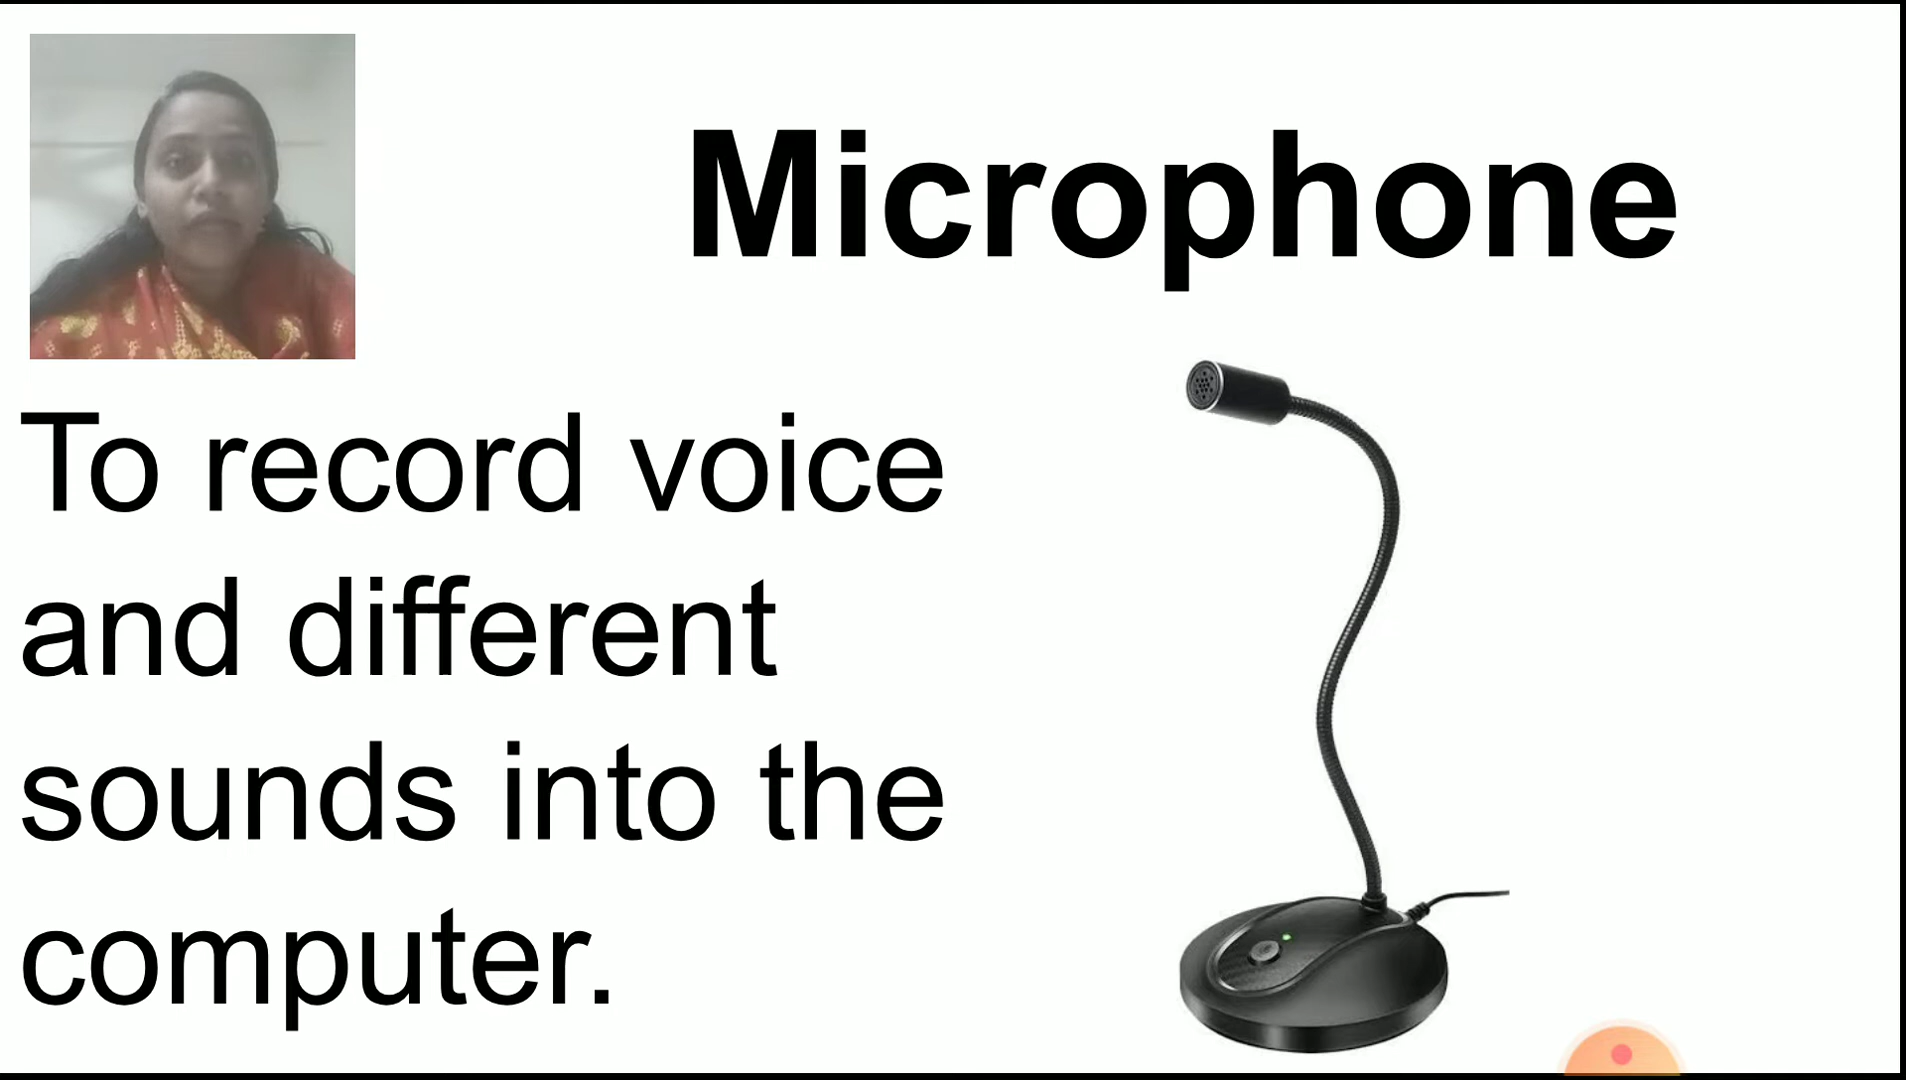 Microphone
To record voice
and different
sounds into the
computer.